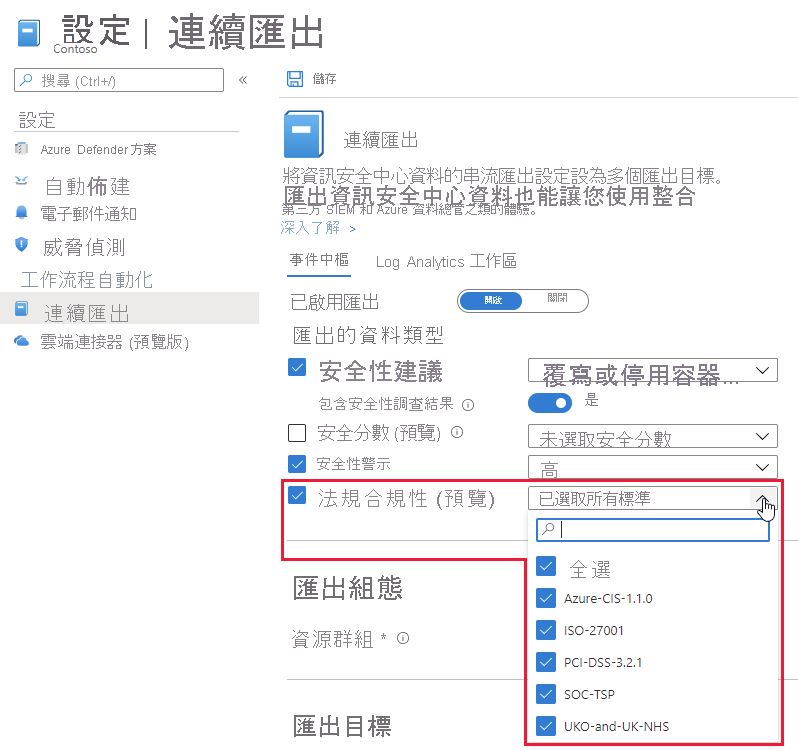 設定 | 連續匯出
Contoso
搜尋 (Ctrl+/)
«
儲存
設定
Azure Defender 方案
自動佈建
電子郵件通知
威脅偵測
工作流程自動化
連續匯出
雲端連接器 (預覽版)
連續匯出
將資訊安全中心資料的串流匯出設定設為多個匯出目標。
匯出資訊安全中心資料也能讓您使用整合
第三方 SIEM 和 Azure 資料總管之類的體驗。
深入了解 >
事件中樞 Log Analytics 工作區
已啟用匯出 開啟 關閉
匯出的資料類型
安全性建議 覆寫或停用容器...
包含安全性調查結果 是
安全分數 (預覽) 未選取安全分數
安全性警示 高
法規合規性 (預覽) 已選取所有標準
全選
Azure-CIS-1.1.0
ISO-27001
PCI-DSS-3.2.1
SOC-TSP
UKO-and-UK-NHS
匯出組態
資源群組 *
匯出目標